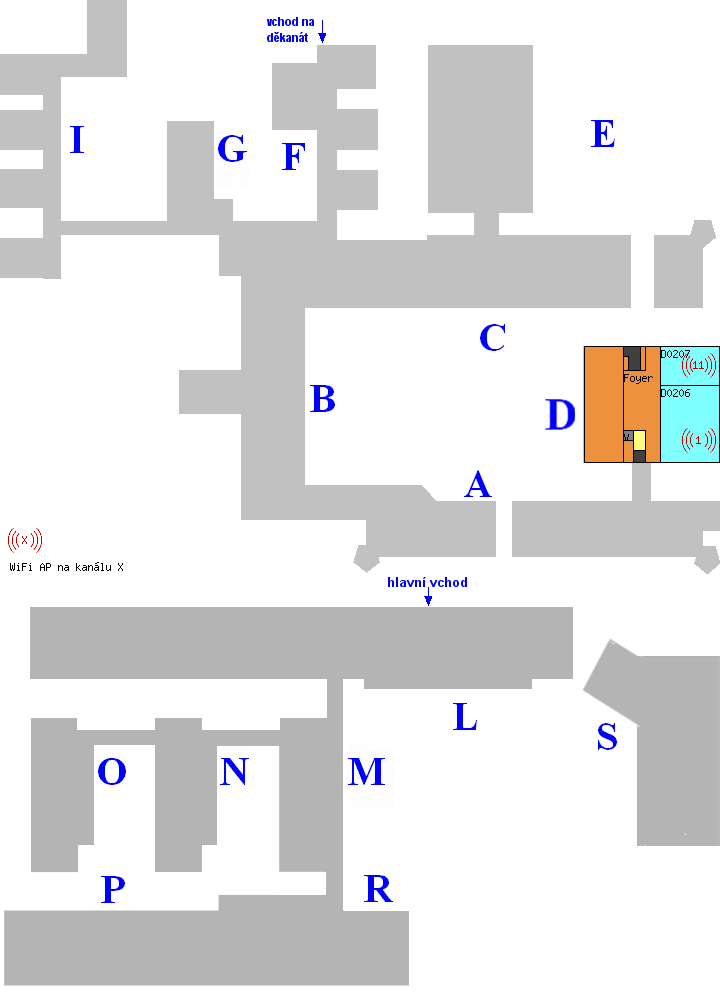 vchod na
děkanát
I
G
F
E
C
D0207
(((11)))
Foyer
D0206
B
D
(((1)))
A
(((X)))
WiFi AP na kanálu X
hlavní vchod
L
S
O
N
M
P
R